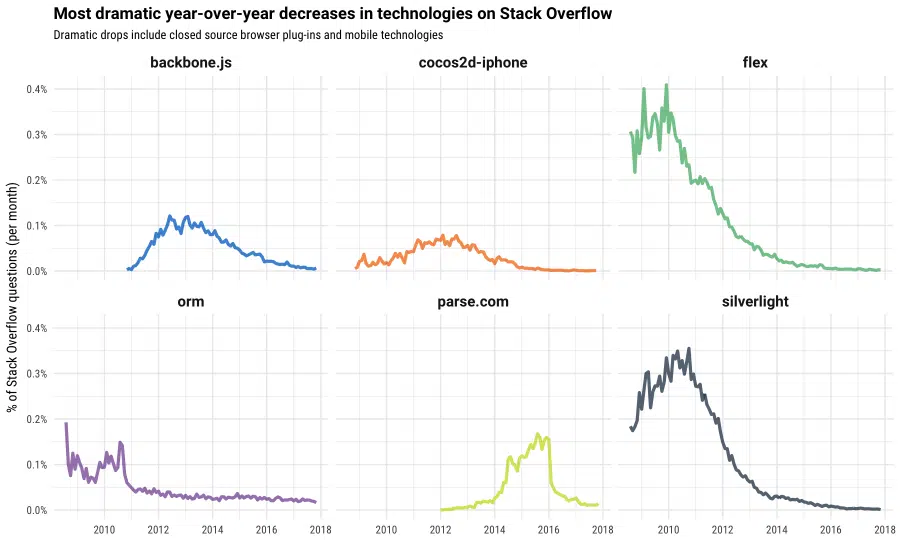 Most dramatic year-over-year decreases in technologies on Stack Overflow
Dramatic drops include closed source browser plug-ins and mobile technologies
backbone.js
cocos2d-iphone
flex
0.4%
0.3%
0.2%
0.1%
0.0%
% of Stack Overflow questions (per month)
orm
parse.com
silverlight
0.4%
0.3%
0.2%
0.1%
0.0%
2010 2012 2014 2016 2018
2010 2012 2014 2016 2018
2010 2012 2014 2016 2018